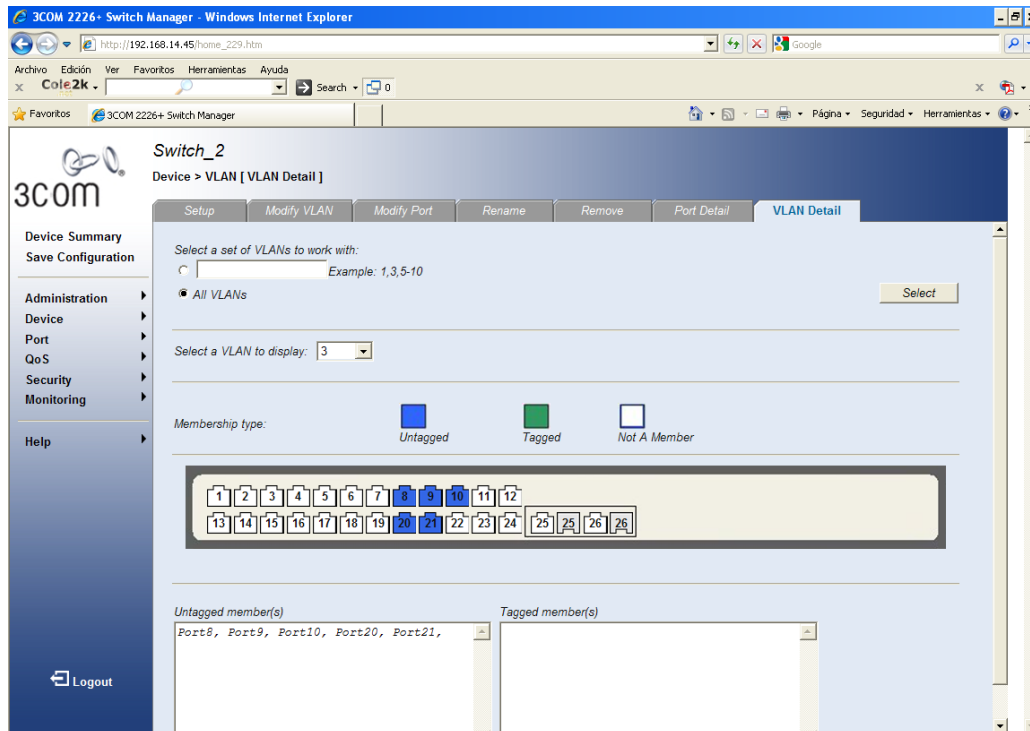 3COM 2226+ Switch Manager - Windows Internet Explorer
http://192.168.14.45/home_229.htm
Google
Archivo Edición Ver Favoritos Herramientas Ayuda
x Cole2k Search 0 x
Favoritos 3COM 2226+ Switch Manager Página Seguridad Herramientas
3COM
Switch_2
Device > VLAN [ VLAN Detail ]
Setup Modify VLAN Modify Port Rename Remove Port Detail VLAN Detail
Device Summary
Save Configuration
Administration
Device
Port
QoS
Security
Monitoring
Help
Logout
Select a set of VLANs to work with:
Example: 1,3,5-10
All VLANs
Select
Select a VLAN to display: 3
Membership type:
Untagged Tagged Not A Member
1 2 3 4 5 6 7 8 9 10 11 12
13 14 15 16 17 18 19 20 21 22 23 24 25 25 26 26
Untagged member(s) Tagged member(s)
Port8, Port9, Port10, Port20, Port21,